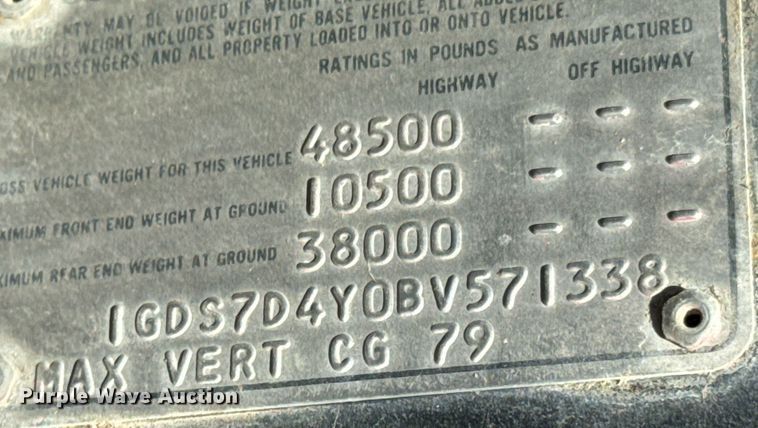 WARRANTY MAY BE VOIDED IF WEIGHT
VEHICLE WEIGHT INCLUDES WEIGHT OF BASE VEHICLE, ALL ADDED
AND PASSENGERS, AND ALL PROPERTY LOADED INTO OR ONTO VEHICLE.
RATINGS IN POUNDS AS MANUFACTURED
HIGHWAY OFF HIGHWAY
VEHICLE WEIGHT FOR THIS VEHICLE 48500 - - -
FRONT END WEIGHT AT GROUND 10500 - - -
REAR END WEIGHT AT GROUND 38000 - - -
1GDS7D4Y0BV571338
MAX VERT CG 79
Purple Wave Auction